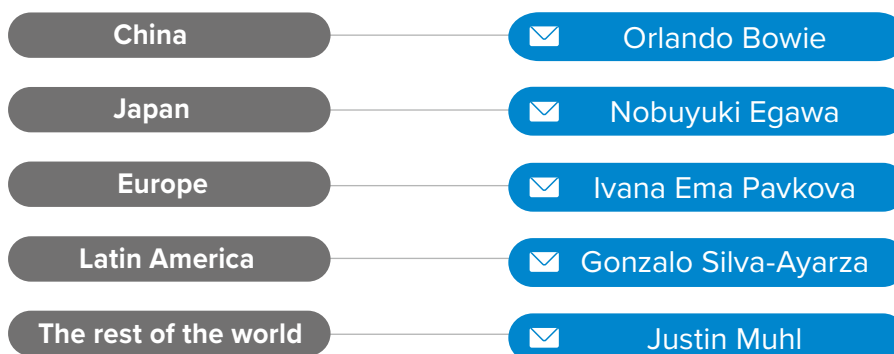 China
Orlando Bowie
Japan
Nobuyuki Egawa
Europe
Ivana Ema Pavkova
Latin America
Gonzalo Silva-Ayarza
The rest of the world
Justin Muhl